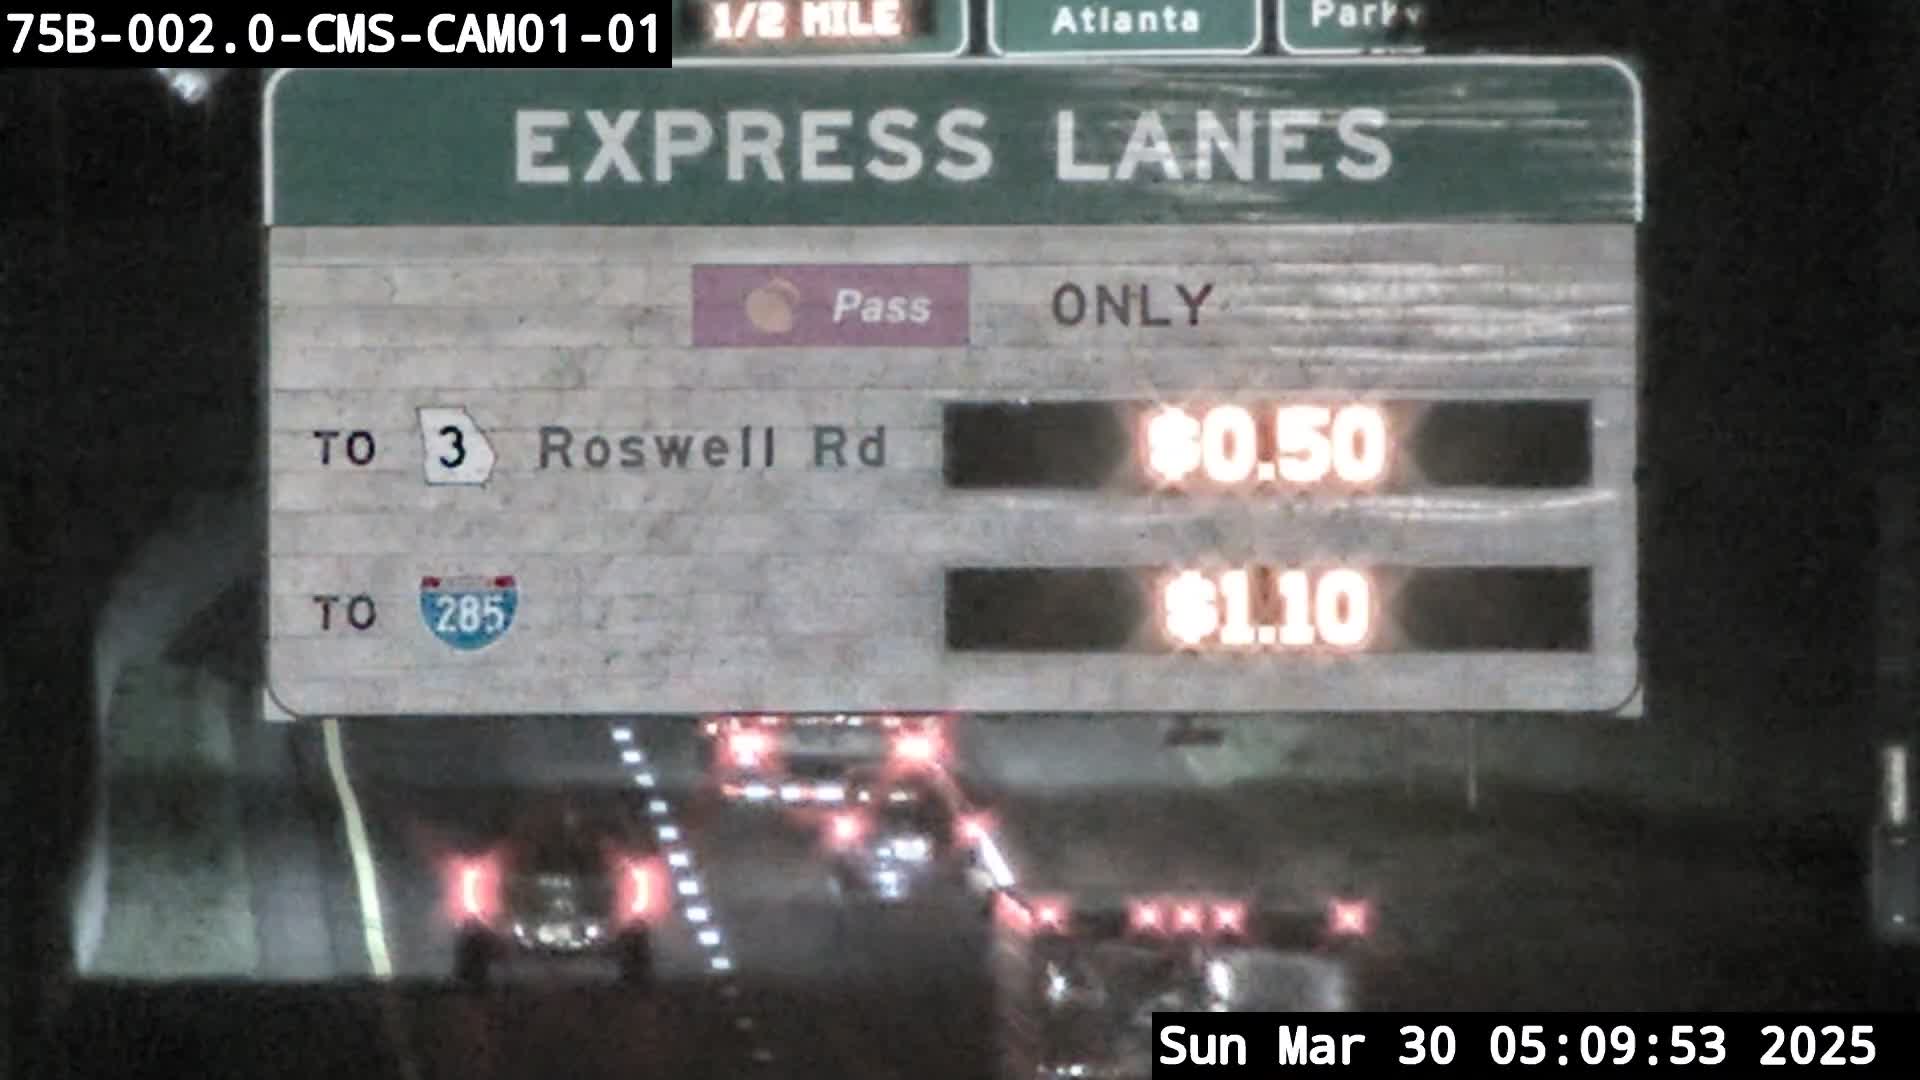 75B-002.0-CMS-CAM01-01
1/2 MILE
Atlanta
EXPRESS LANES
Pass ONLY
TO 3 Roswell Rd $0.50
TO 285 $1.10
Sun Mar 30 05:09:53 2025